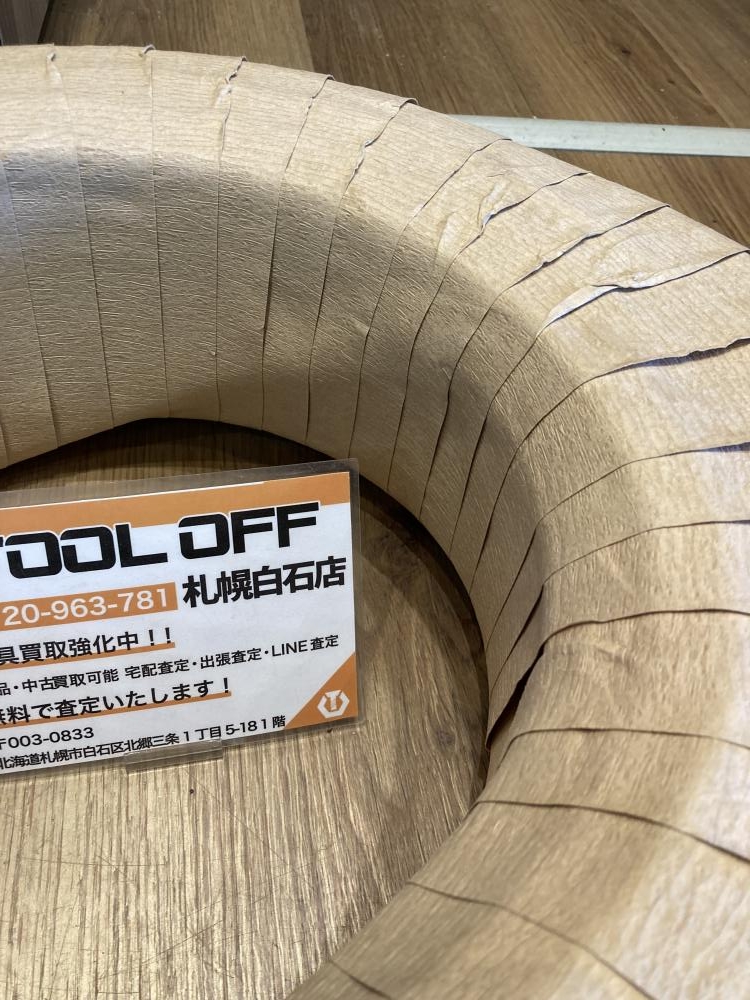 TOOL OFF
20-963-781 札幌白石店
具買取強化中!!
品・中古買取可能 宅配査定・出張査定・LINE査定
無料で査定いたします!
〒003-0833
北海道札幌市白石区北郷三条1丁目5-18 1階